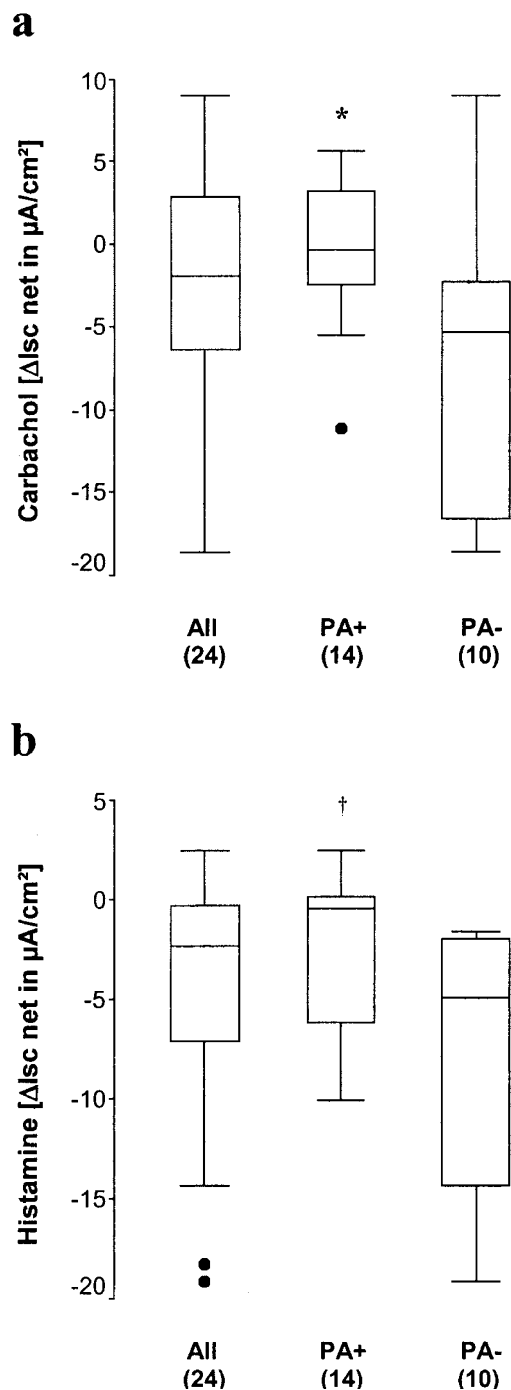 a
Carbachol [ΔIsc net in µA/cm²]
10
5
0
-5
-10
-15
-20
*
All PA+ PA-
(24) (14) (10)
b
Histamine [ΔIsc net in µA/cm²]
5
0
-5
-10
-15
-20
†
All PA+ PA-
(24) (14) (10)